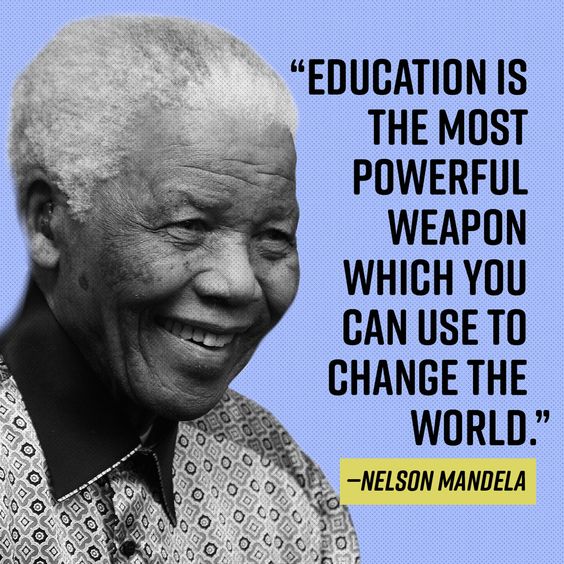 “EDUCATION IS
THE MOST
POWERFUL
WEAPON
WHICH YOU
CAN USE TO
CHANGE THE
WORLD.”
–NELSON MANDELA